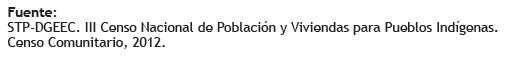 Fuente:
STP-DGEEC. III Censo Nacional de Población y Viviendas para Pueblos Indígenas.
Censo Comunitario, 2012.